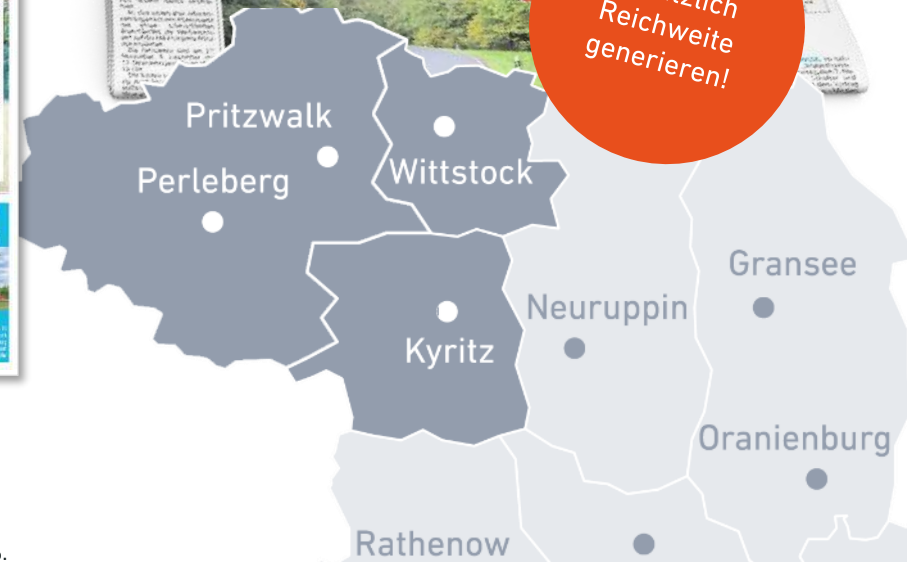 Reichweite
generieren!
Pritzwalk
Perleberg
Wittstock
Gransee
Neuruppin
Kyritz
Oranienburg
Rathenow